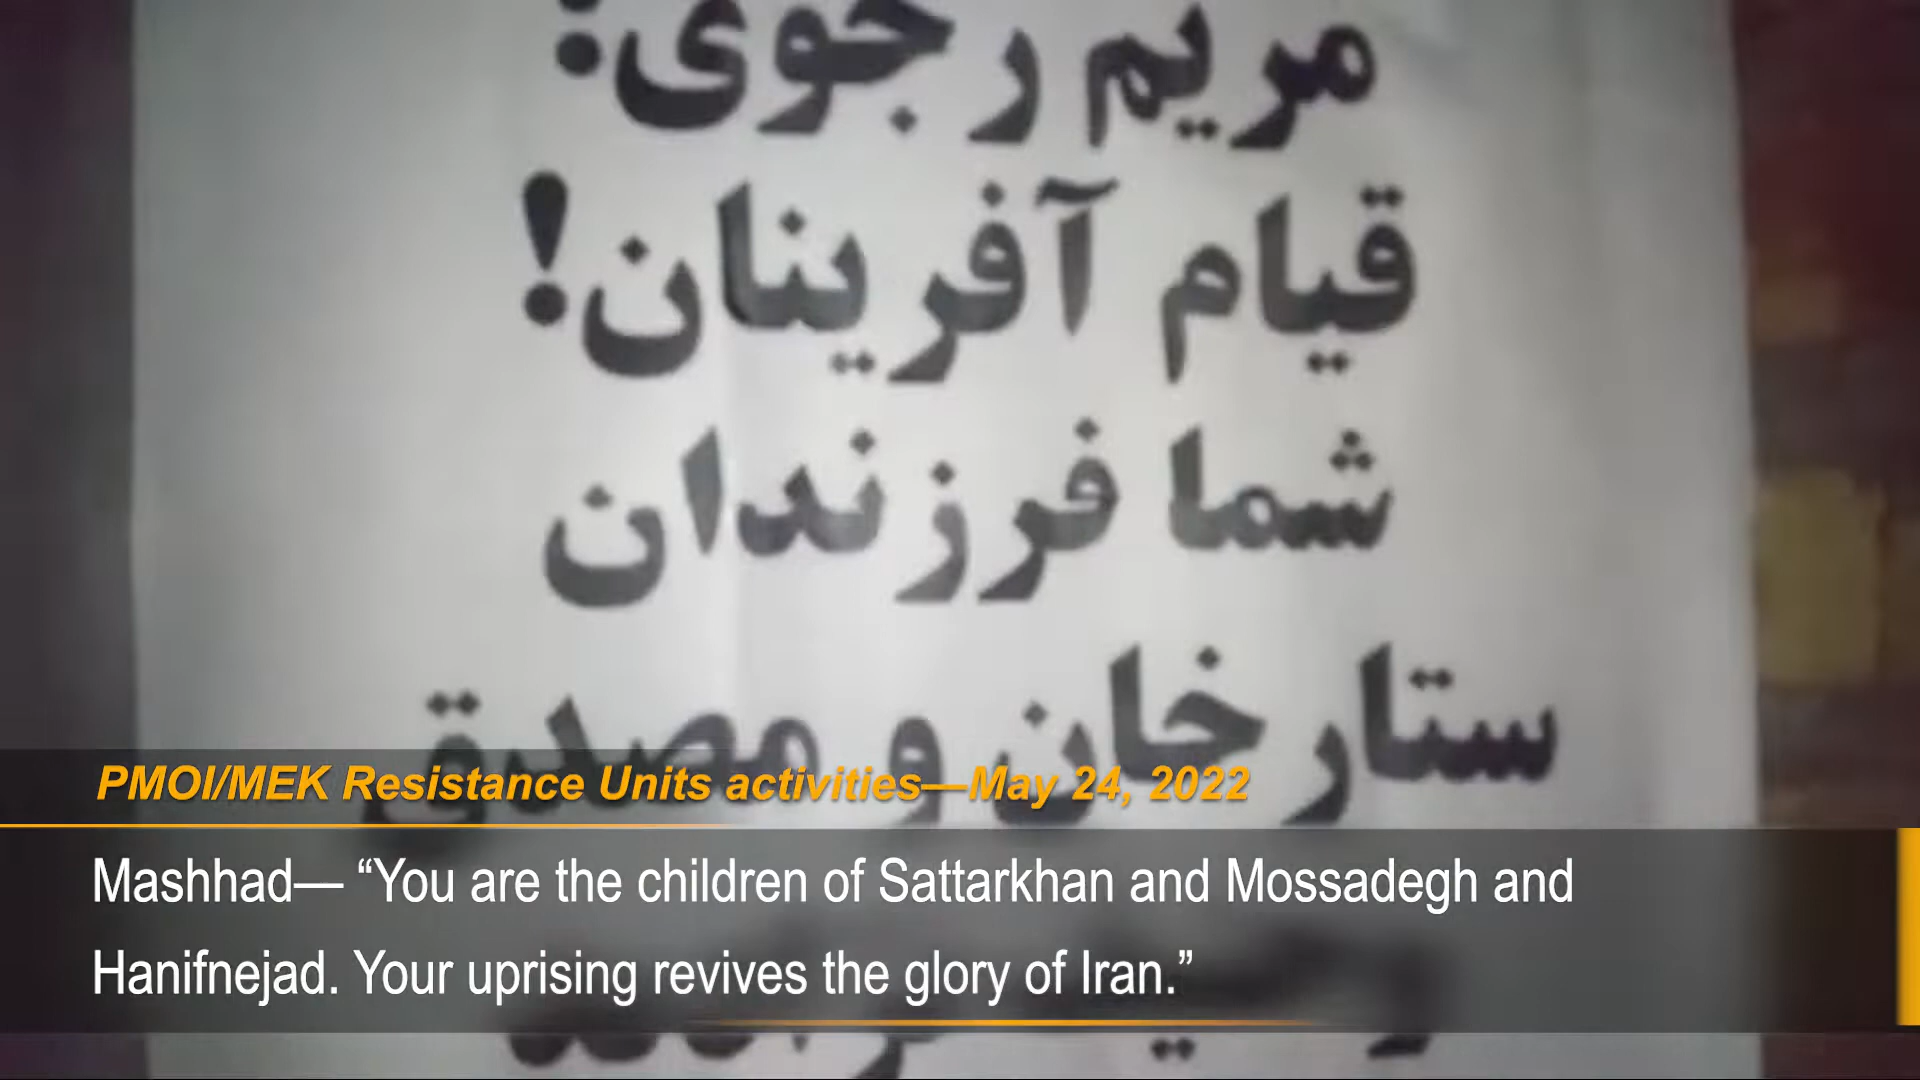 مریم رجوی:
قیام آفرینان!
شما فرزندان
ستارخان و مصدق
PMOI/MEK Resistance Units activities—May 24, 2022
Mashhad— “You are the children of Sattarkhan and Mossadegh and
Hanifnejad. Your uprising revives the glory of Iran.”